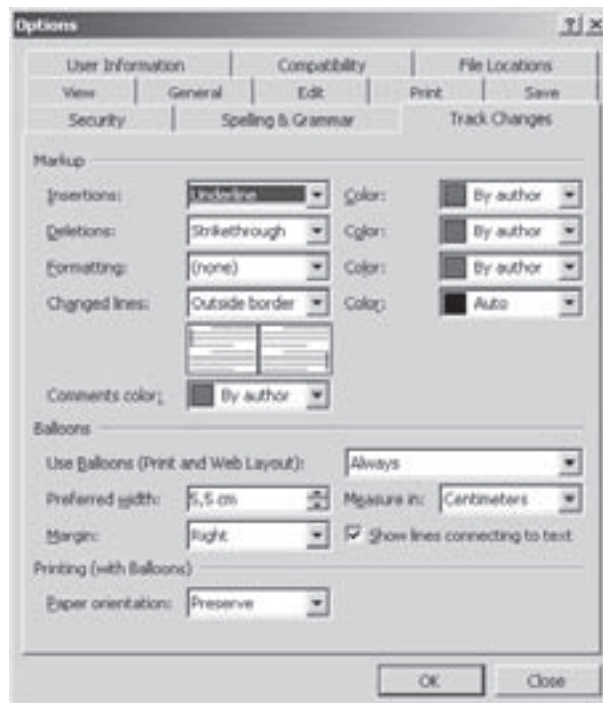 Options
User Information Compatibility File Locations
View General Edit Print Save
Security Spelling & Grammar Track Changes
Markup
Insertions: Underline Color: By author
Deletions: Strikethrough Color: By author
Formatting: (none) Color: By author
Changed lines: Outside border Color: Auto
Comments color: By author
Balloons
Use Balloons (Print and Web Layout): Always
Preferred width: 5,5 cm Measure in: Centimeters
Margin: Right Show lines connecting to text
Printing (with Balloons)
Paper orientation: Preserve
OK Close